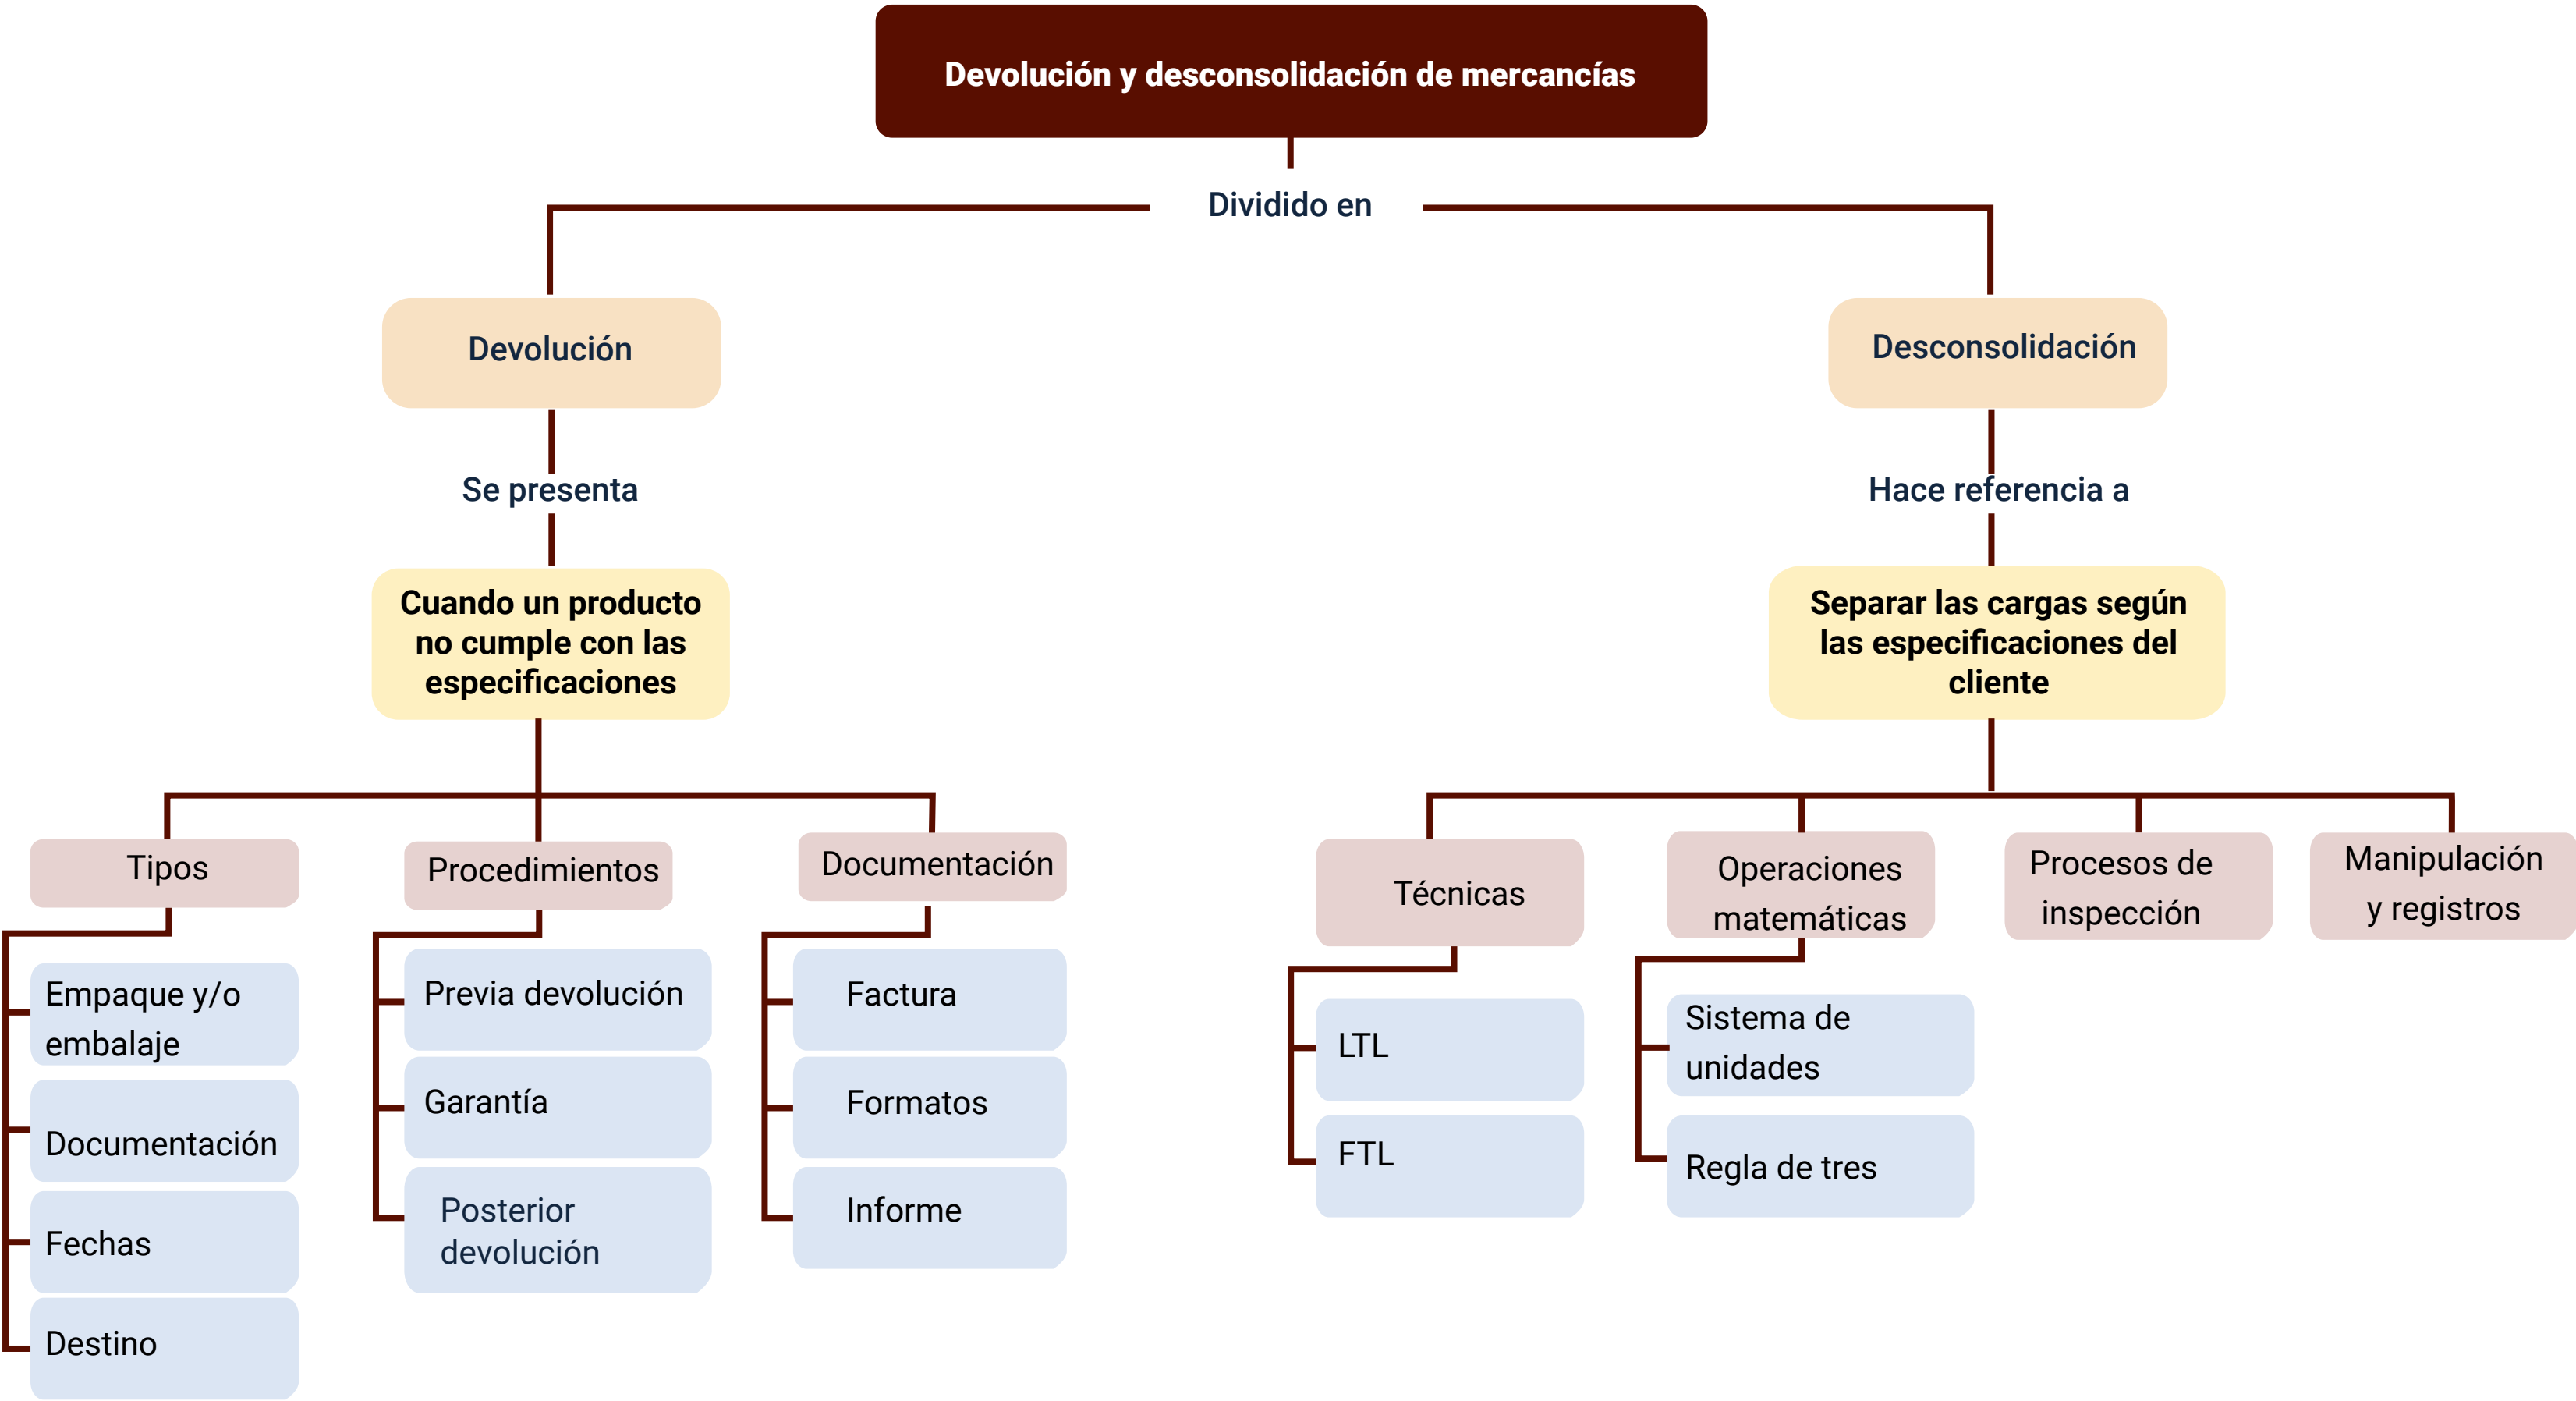 Devolución y desconsolidación de mercancías
Dividido en
Devolución
Desconsolidación
Se presenta
Hace referencia a
Cuando un producto
no cumple con las
especificaciones
Separar las cargas según
las especificaciones del
cliente
Tipos
Procedimientos
Documentación
Técnicas
Operaciones
matemáticas
Procesos de
inspección
Manipulación
y registros
Empaque y/o
embalaje
Documentación
Fechas
Destino
Previa devolución
Garantía
Posterior
devolución
Factura
Formatos
Informe
LTL
FTL
Sistema de
unidades
Regla de tres